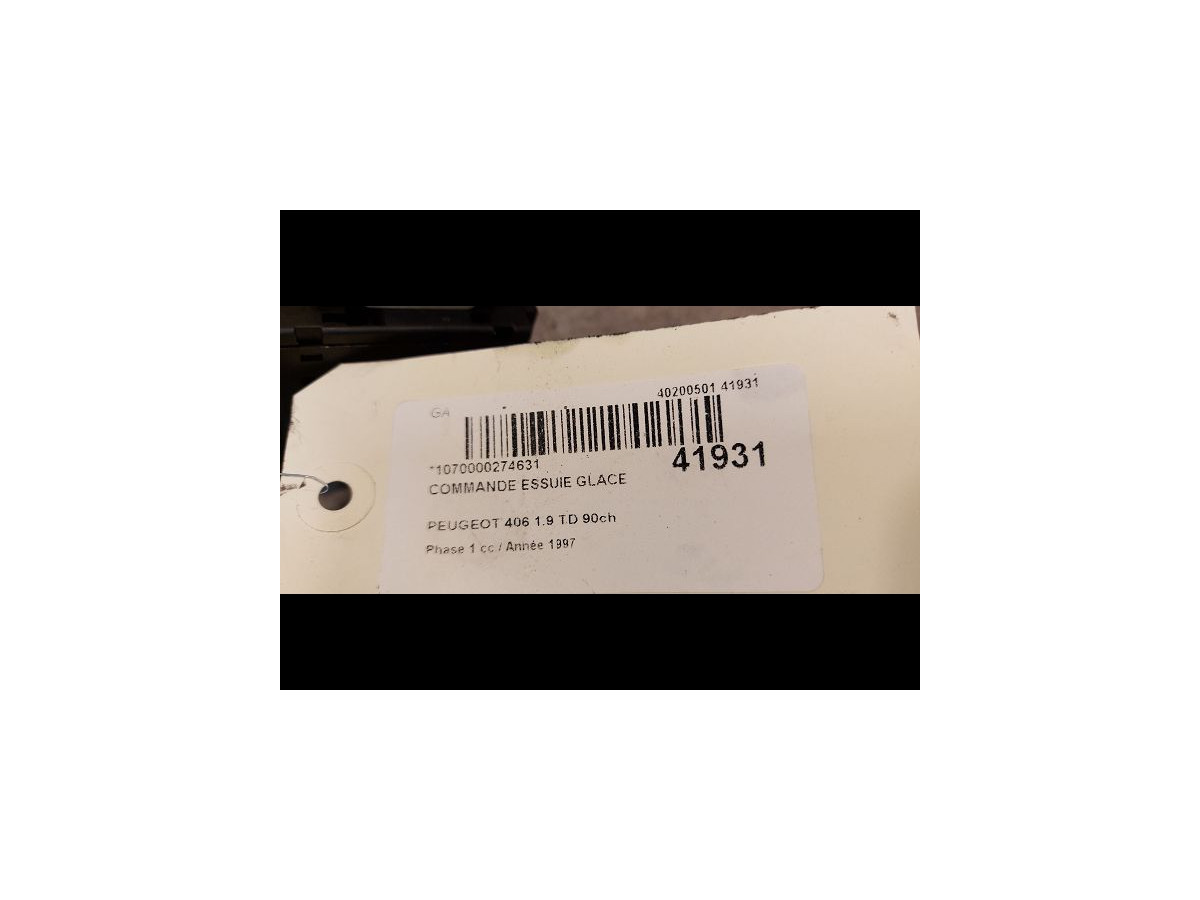 GA
40200501 41931
*1070000274631
41931
COMMANDE ESSUIE GLACE
PEUGEOT 406 1.9 TD 90ch
Phase 1 cc / Année 1997